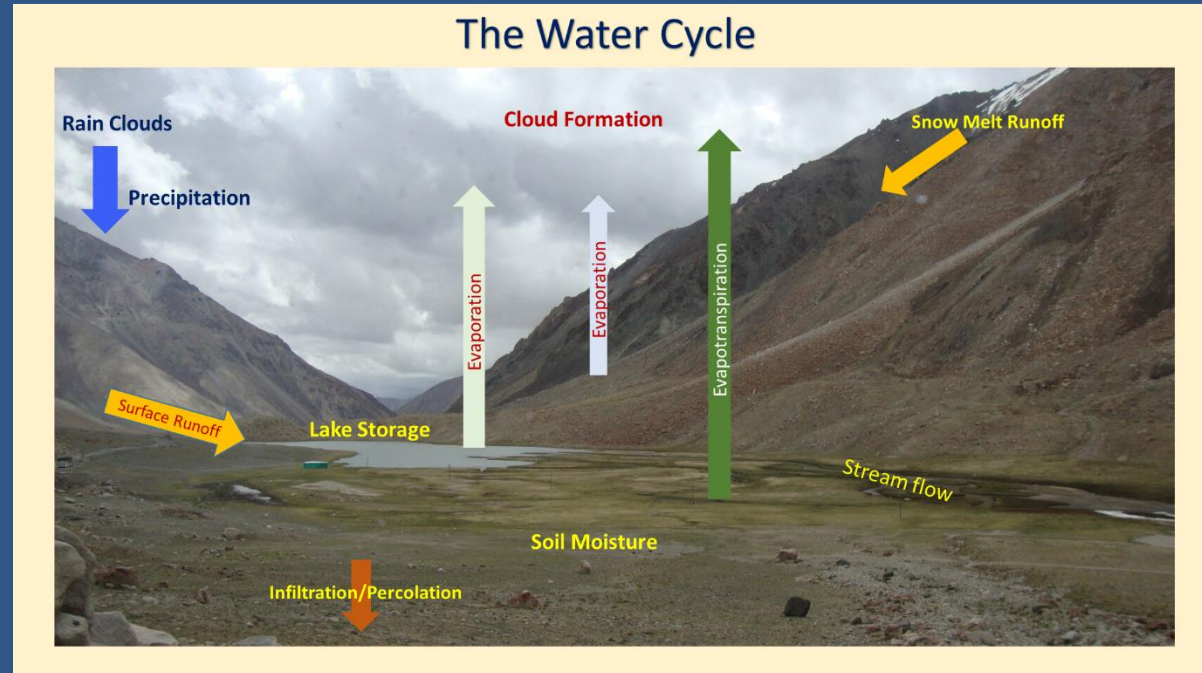 The Water Cycle
Rain Clouds
Cloud Formation
Snow Melt Runoff
Precipitation
Evaporation
Evaporation
Evapotranspiration
Surface Runoff
Lake Storage
Stream flow
Soil Moisture
Infiltration/Percolation